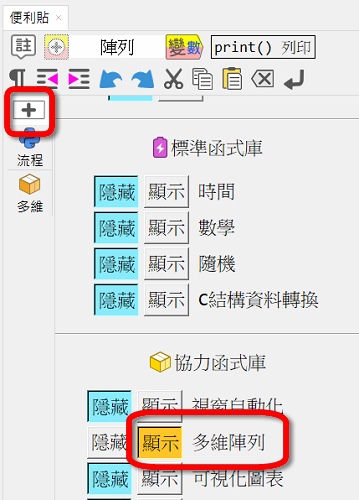 便利貼 ×
註 陣列 變數 print() 列印
流程
多維
隱藏 顯示
標準函式庫
隱藏 顯示 時間
隱藏 顯示 數學
隱藏 顯示 隨機
隱藏 顯示 C結構資料轉換
協力函式庫
隱藏 顯示 視窗自動化
隱藏 顯示 多維陣列
隱藏 顯示 可視化圖表